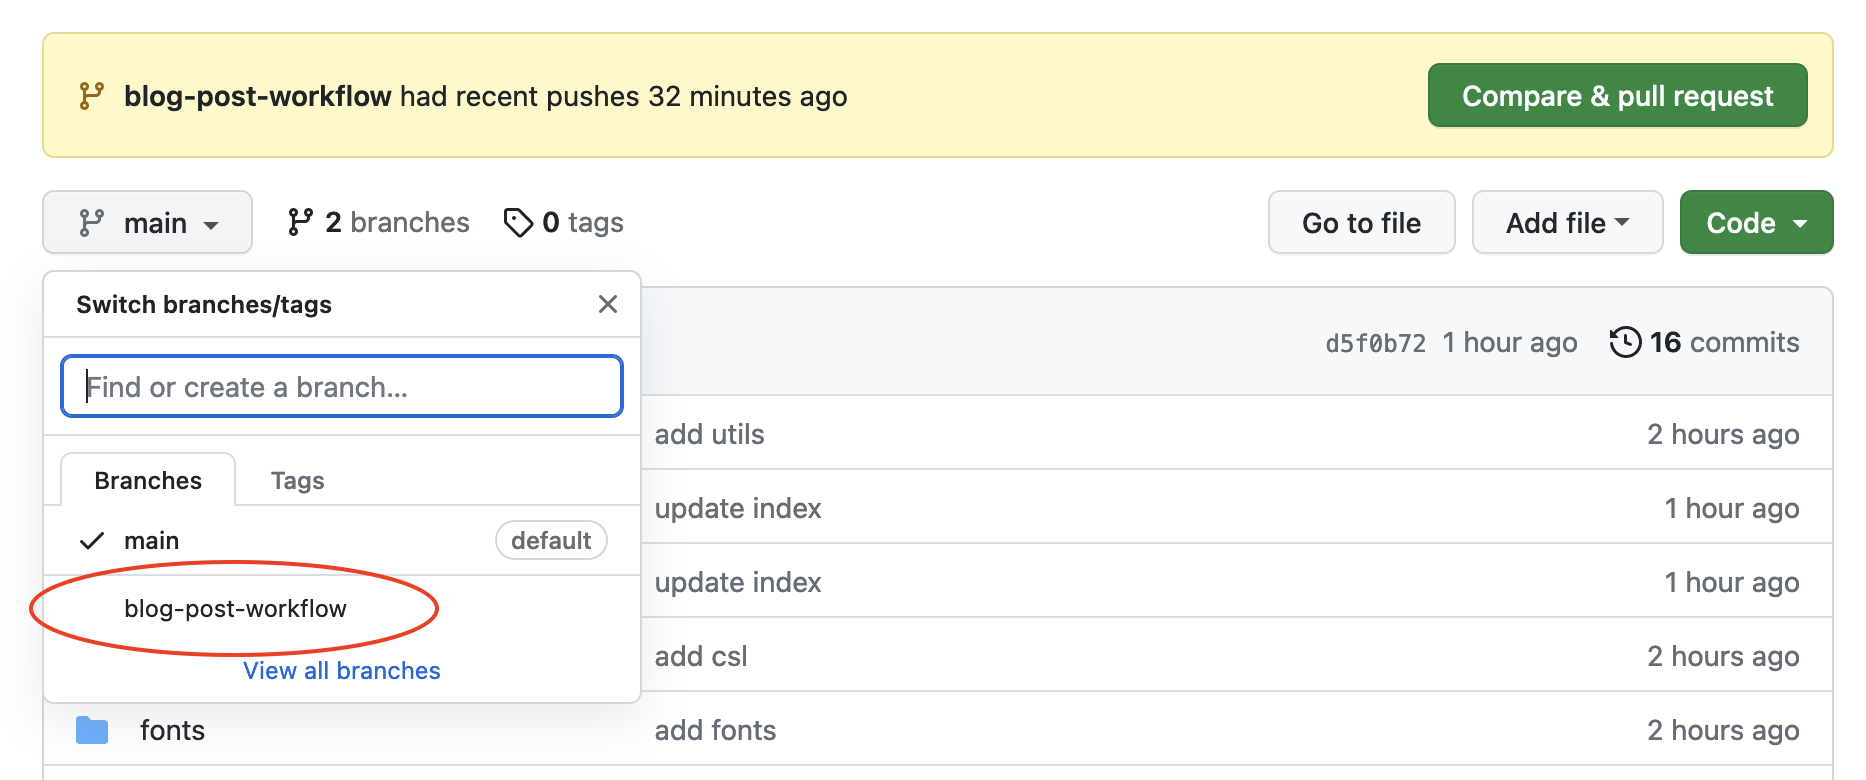 blog-post-workflow had recent pushes 32 minutes ago
Compare & pull request
main
2 branches
0 tags
Go to file
Add file
Code
Switch branches/tags
Find or create a branch...
Branches
Tags
main
default
blog-post-workflow
View all branches
d5f0b72 1 hour ago
16 commits
add utils
2 hours ago
update index
1 hour ago
update index
1 hour ago
add csl
2 hours ago
fonts
add fonts
2 hours ago